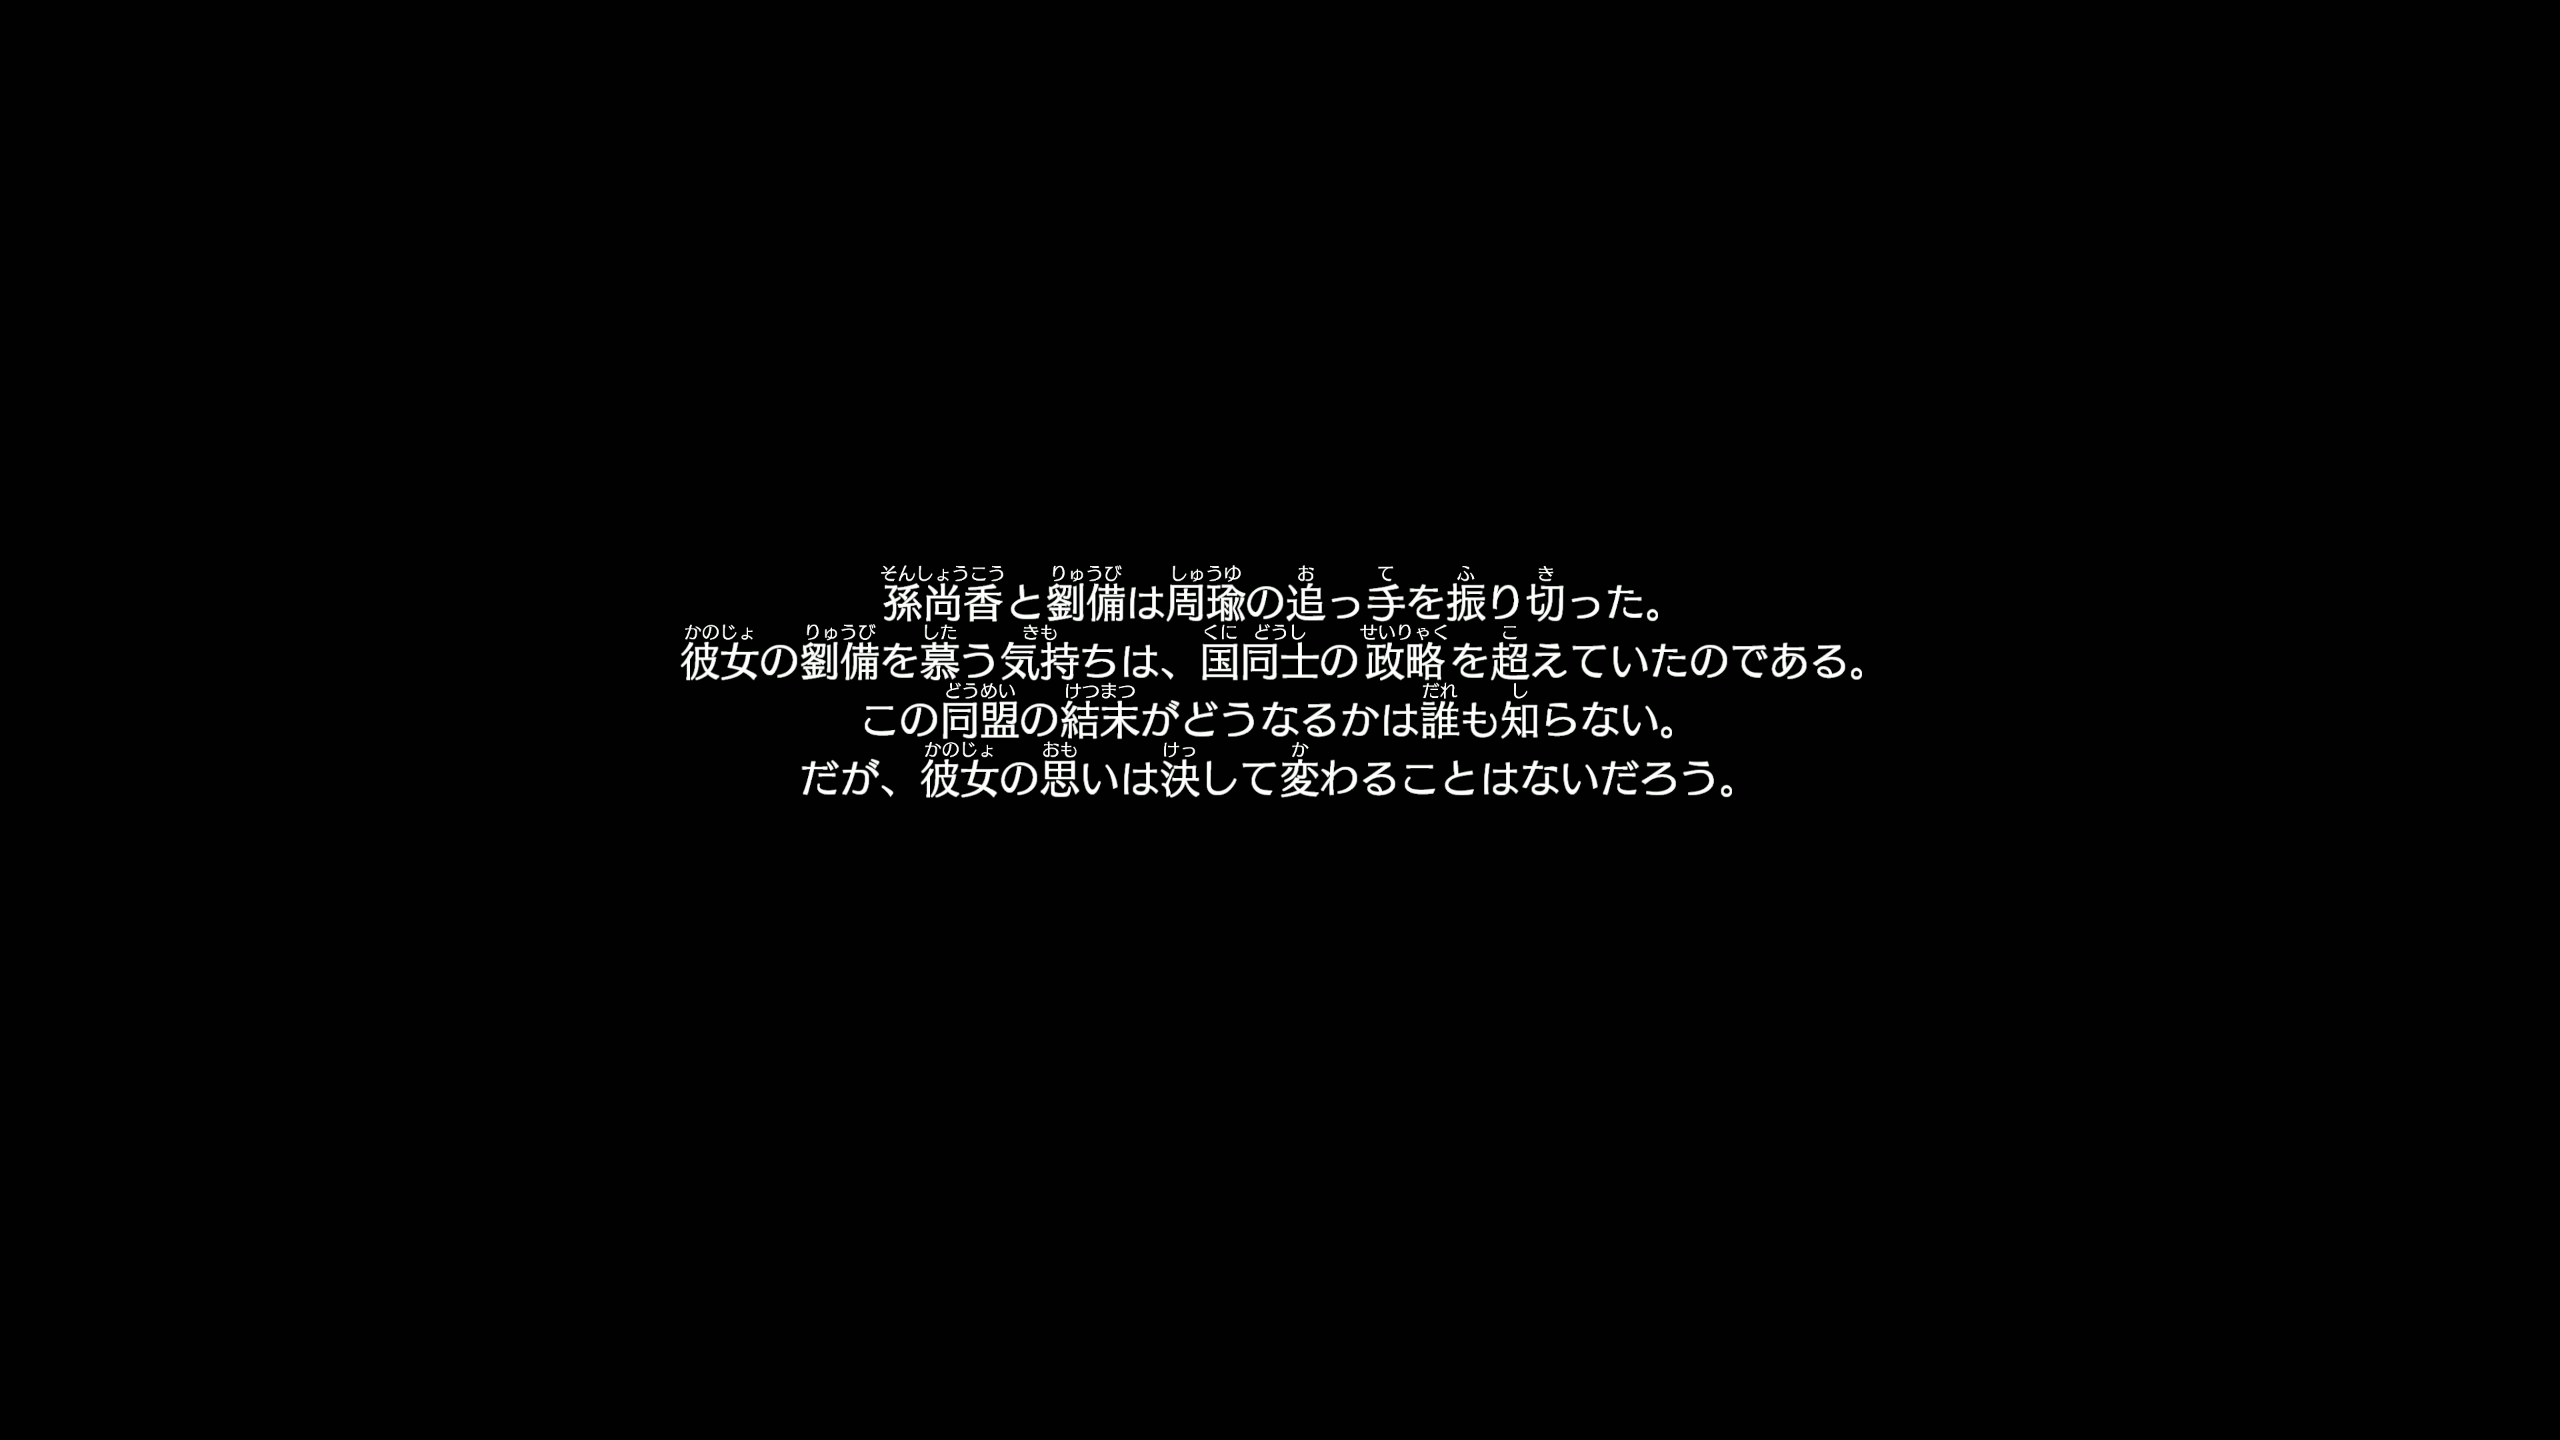 孫尚香と劉備は周瑜の追っ手を振り切った。
彼女の劉備を慕う気持ちは、国同士の政略を超えていたのである。
この同盟の結末がどうなるかは誰も知らない。
だが、彼女の思いは決して変わることはないだろう。